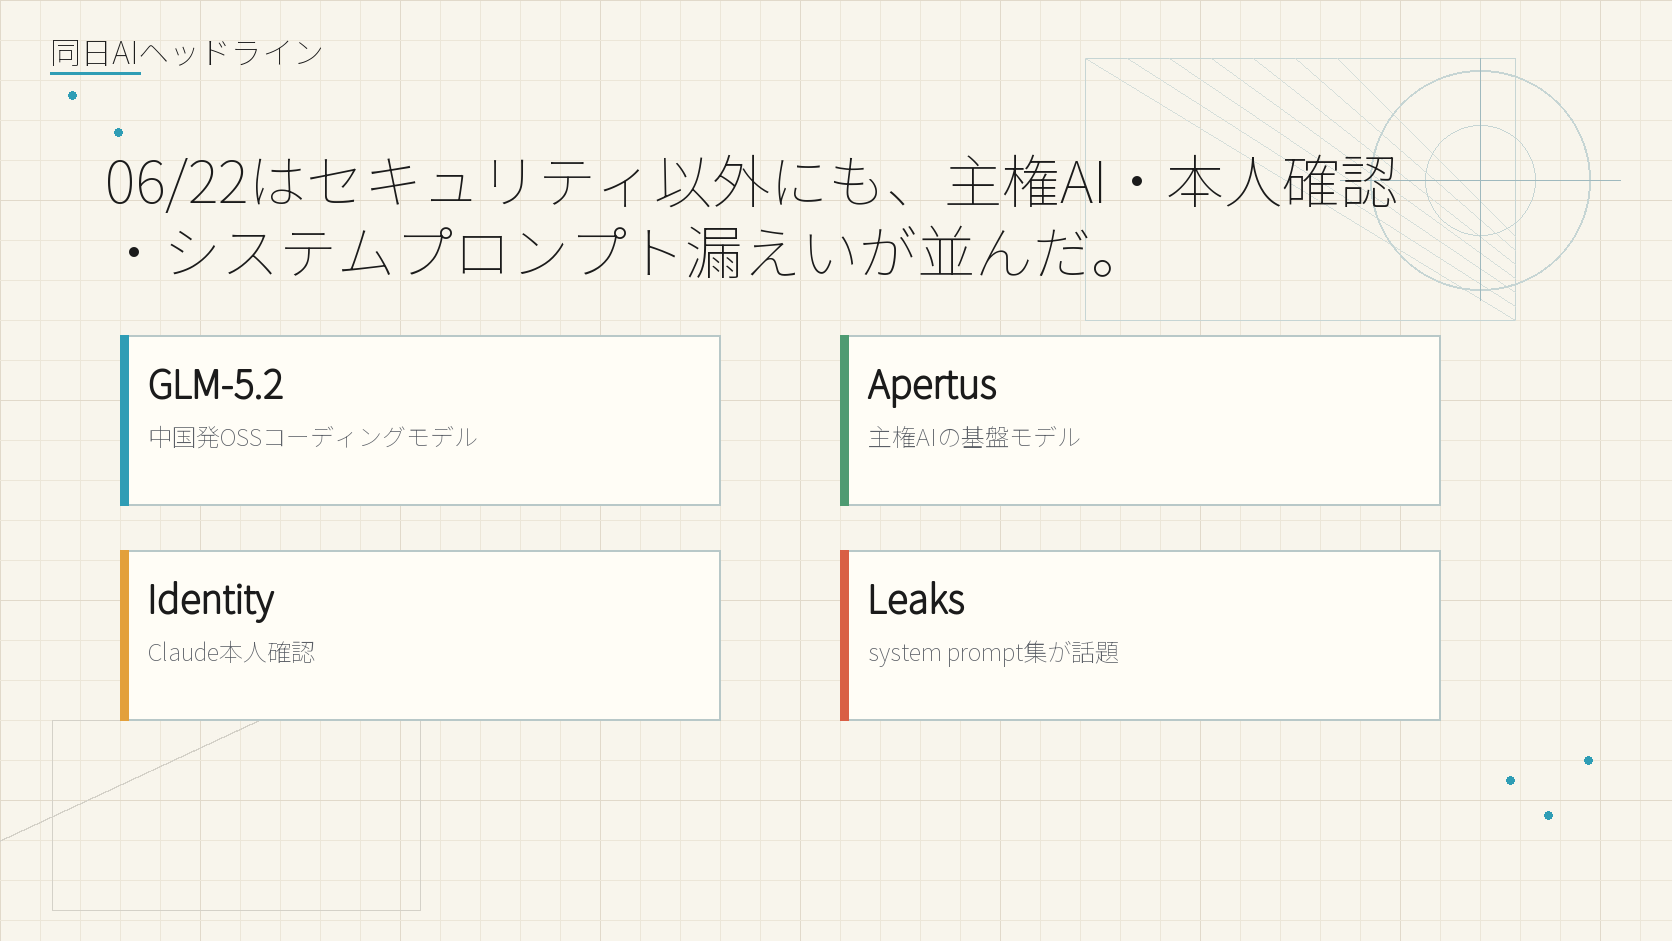 同日AIヘッドライン
06/22はセキュリティ以外にも、主権AI・本人確認
・システムプロンプト漏えいが並んだ。
GLM-5.2
中国発OSSコーディングモデル
Apertus
主権AIの基盤モデル
Identity
Claude本人確認
Leaks
system prompt集が話題